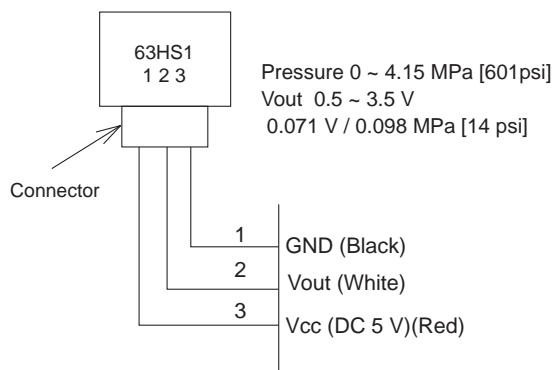 63HS1
1 2 3
Pressure 0 ~ 4.15 MPa [601psi]
Vout 0.5 ~ 3.5 V
0.071 V / 0.098 MPa [14 psi]
Connector
1
GND (Black)
2
Vout (White)
3
Vcc (DC 5 V)(Red)